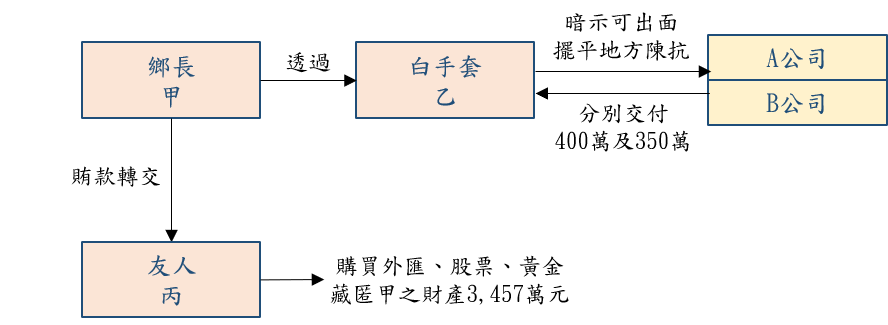 鄉長
甲
透過
白手套
乙
暗示可出面
擺平地方陳抗
A公司
B公司
分別交付
400萬及350萬
賄款轉交
友人
丙
購買外匯、股票、黃金
藏匿甲之財產3,457萬元